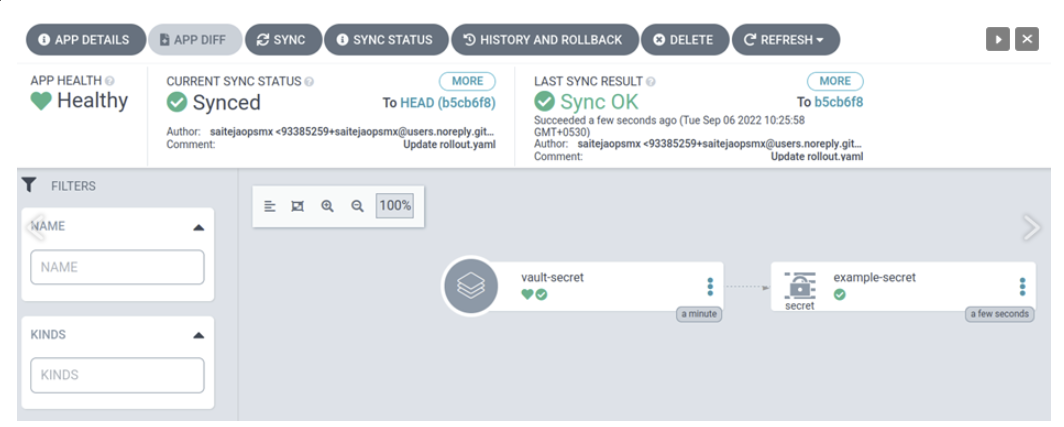 APP DETAILS APP DIFF SYNC SYNC STATUS HISTORY AND ROLLBACK DELETE REFRESH
APP HEALTH
Healthy
CURRENT SYNC STATUS MORE
Synced To HEAD (b5cb6f8)
Author: saitejaopsmx <93385259+saitejaopsmx@users.noreply.git...
Comment: Update rollout.yaml
LAST SYNC RESULT MORE
Sync OK To b5cb6f8
Succeeded a few seconds ago (Tue Sep 06 2022 10:25:58
GMT+0530)
Author: saitejaopsmx <93385259+saitejaopsmx@users.noreply.git...
Comment: Update rollout.yaml
FILTERS
NAME
NAME
KINDS
KINDS
100%
vault-secret
a minute
secret
example-secret
a few seconds